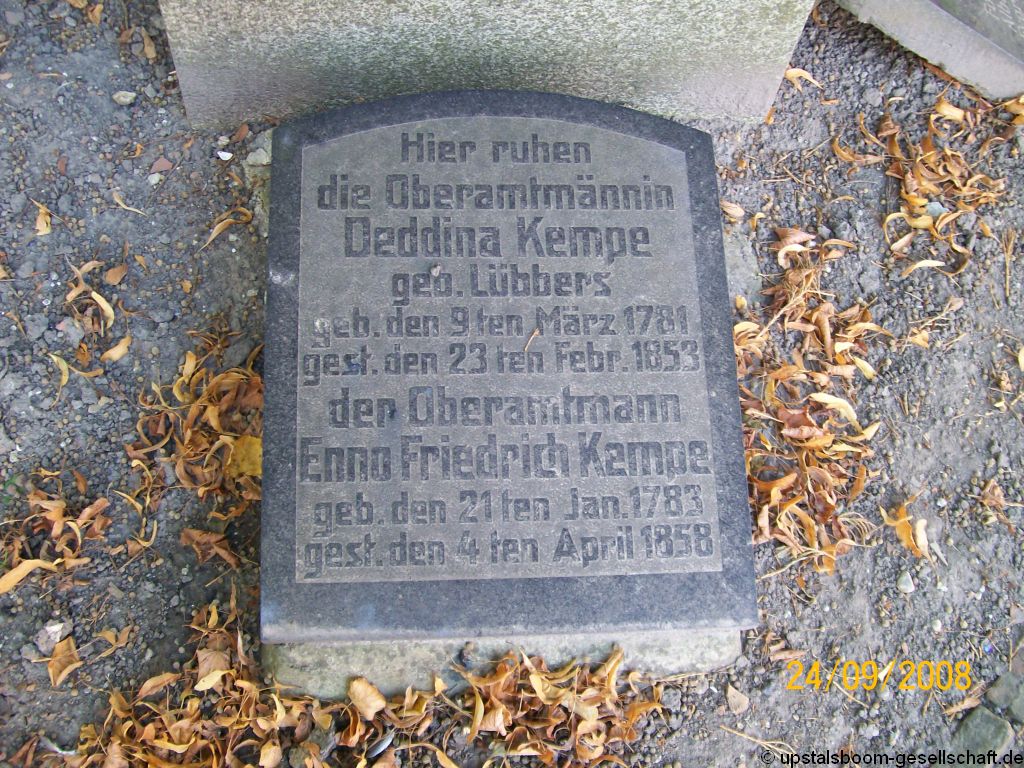 Hier ruhen
die Oberamtmännin
Deddina Kempe
geb. Lübbers
geb. den 9ten März 1781
gest. den 23ten Febr. 1853
der Oberamtmann
Enno Friedrich Kempe
geb. den 21ten Jan. 1783
gest. den 4ten April 1858
24/09/2008
© upstalsboom-gesellschaft.de